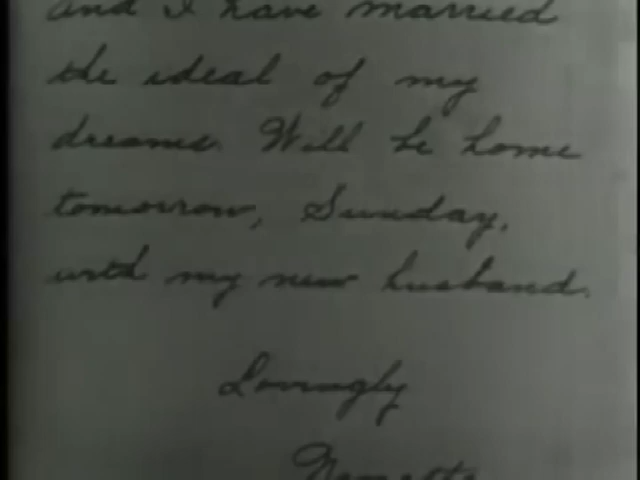 and I have married
the ideal of my
dreams. Will be home
tomorrow, Sunday,
with my new husband.
Lovingly